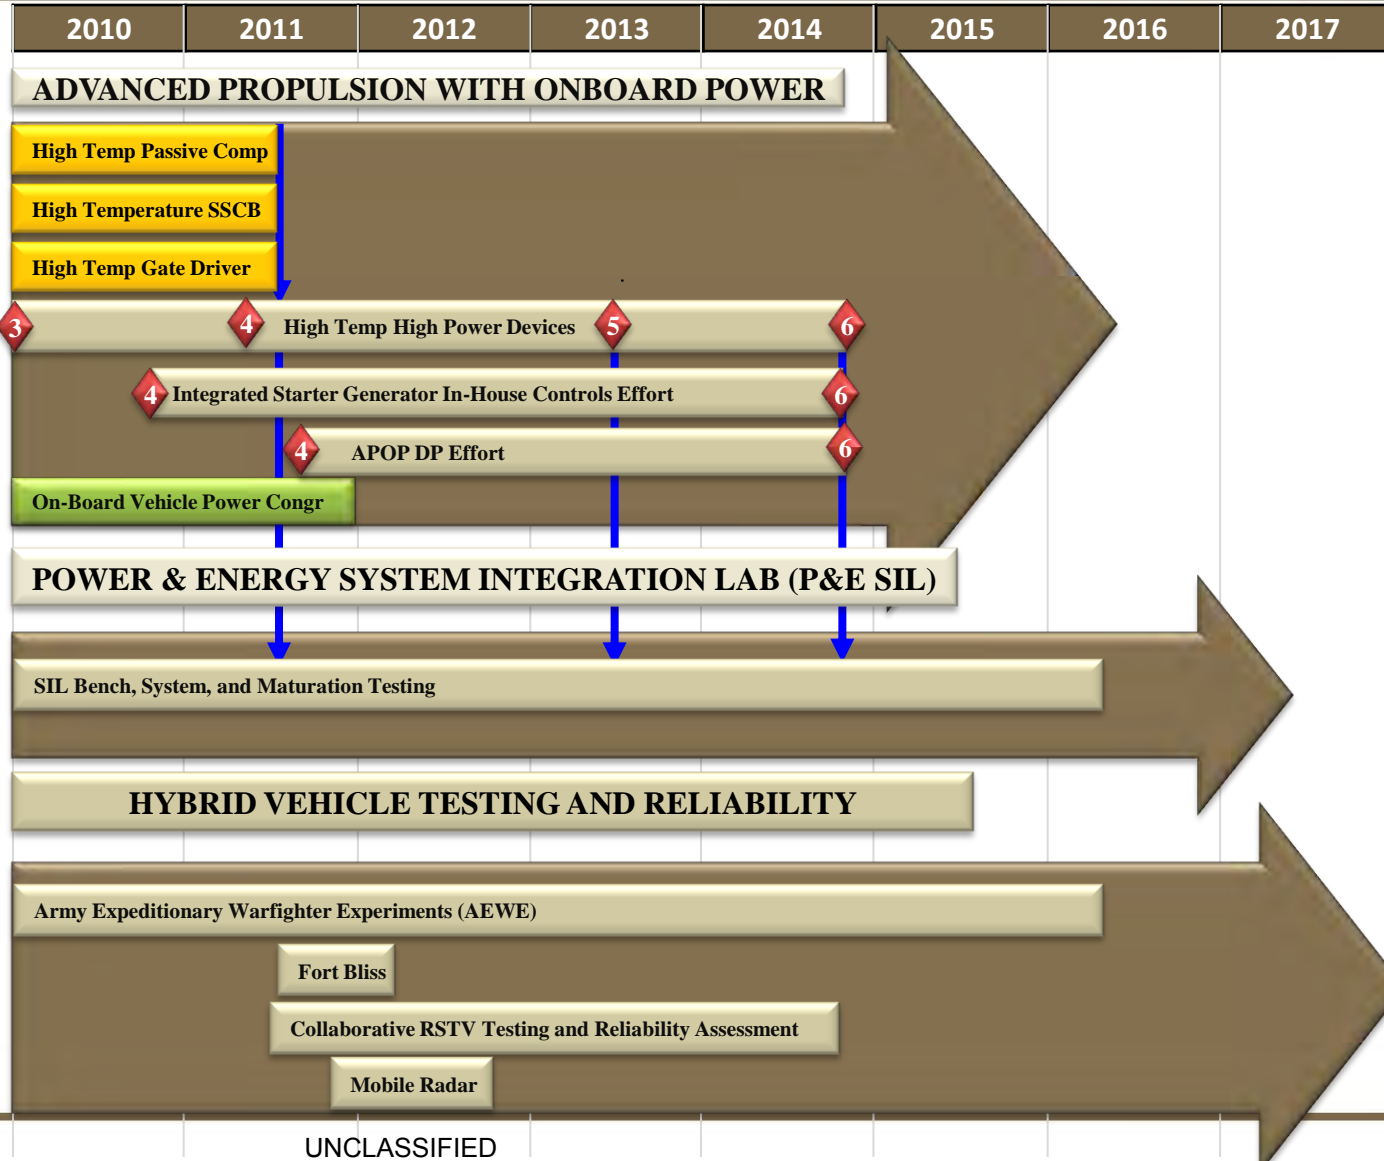 2010 2011 2012 2013 2014 2015 2016 2017
ADVANCED PROPULSION WITH ONBOARD POWER
High Temp Passive Comp
High Temperature SSCB
High Temp Gate Driver
3 4 High Temp High Power Devices 5 6
4 Integrated Starter Generator In-House Controls Effort 6
4 APOP DP Effort 6
On-Board Vehicle Power Congr
POWER & ENERGY SYSTEM INTEGRATION LAB (P&E SIL)
SIL Bench, System, and Maturation Testing
HYBRID VEHICLE TESTING AND RELIABILITY
Army Expeditionary Warfighter Experiments (AEWE)
Fort Bliss
Collaborative RSTV Testing and Reliability Assessment
Mobile Radar
UNCLASSIFIED